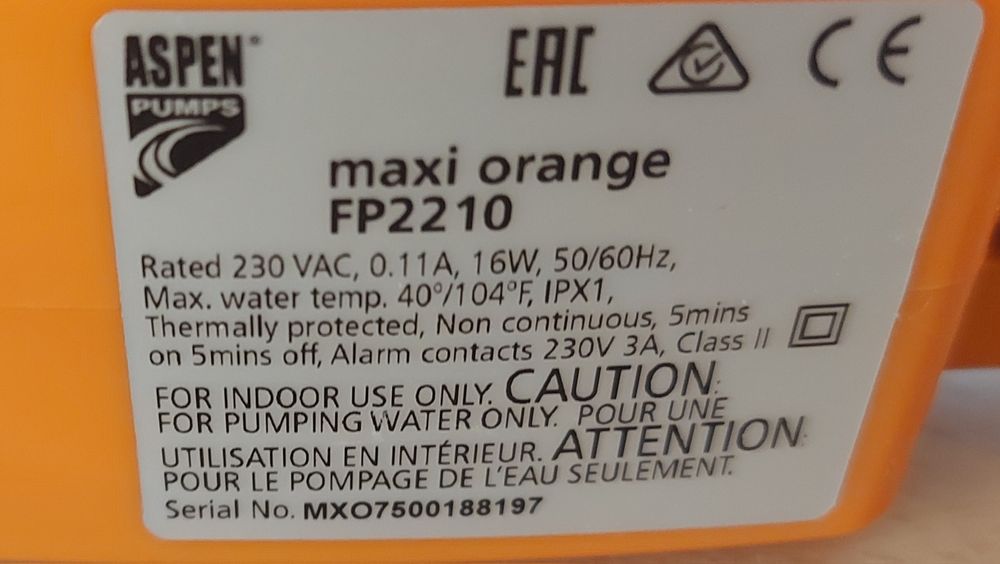 ASPEN®
PUMPS
EAC
CE
maxi orange
FP2210
Rated 230 VAC, 0.11A, 16W, 50/60Hz,
Max. water temp. 40°/104°F, IPX1,
Thermally protected, Non continuous, 5mins
on 5mins off, Alarm contacts 230V 3A, Class II
FOR INDOOR USE ONLY. CAUTION:
FOR PUMPING WATER ONLY. POUR UNE
UTILISATION EN INTÉRIEUR. ATTENTION:
POUR LE POMPAGE DE L'EAU SEULEMENT.
Serial No. MXO7500188197